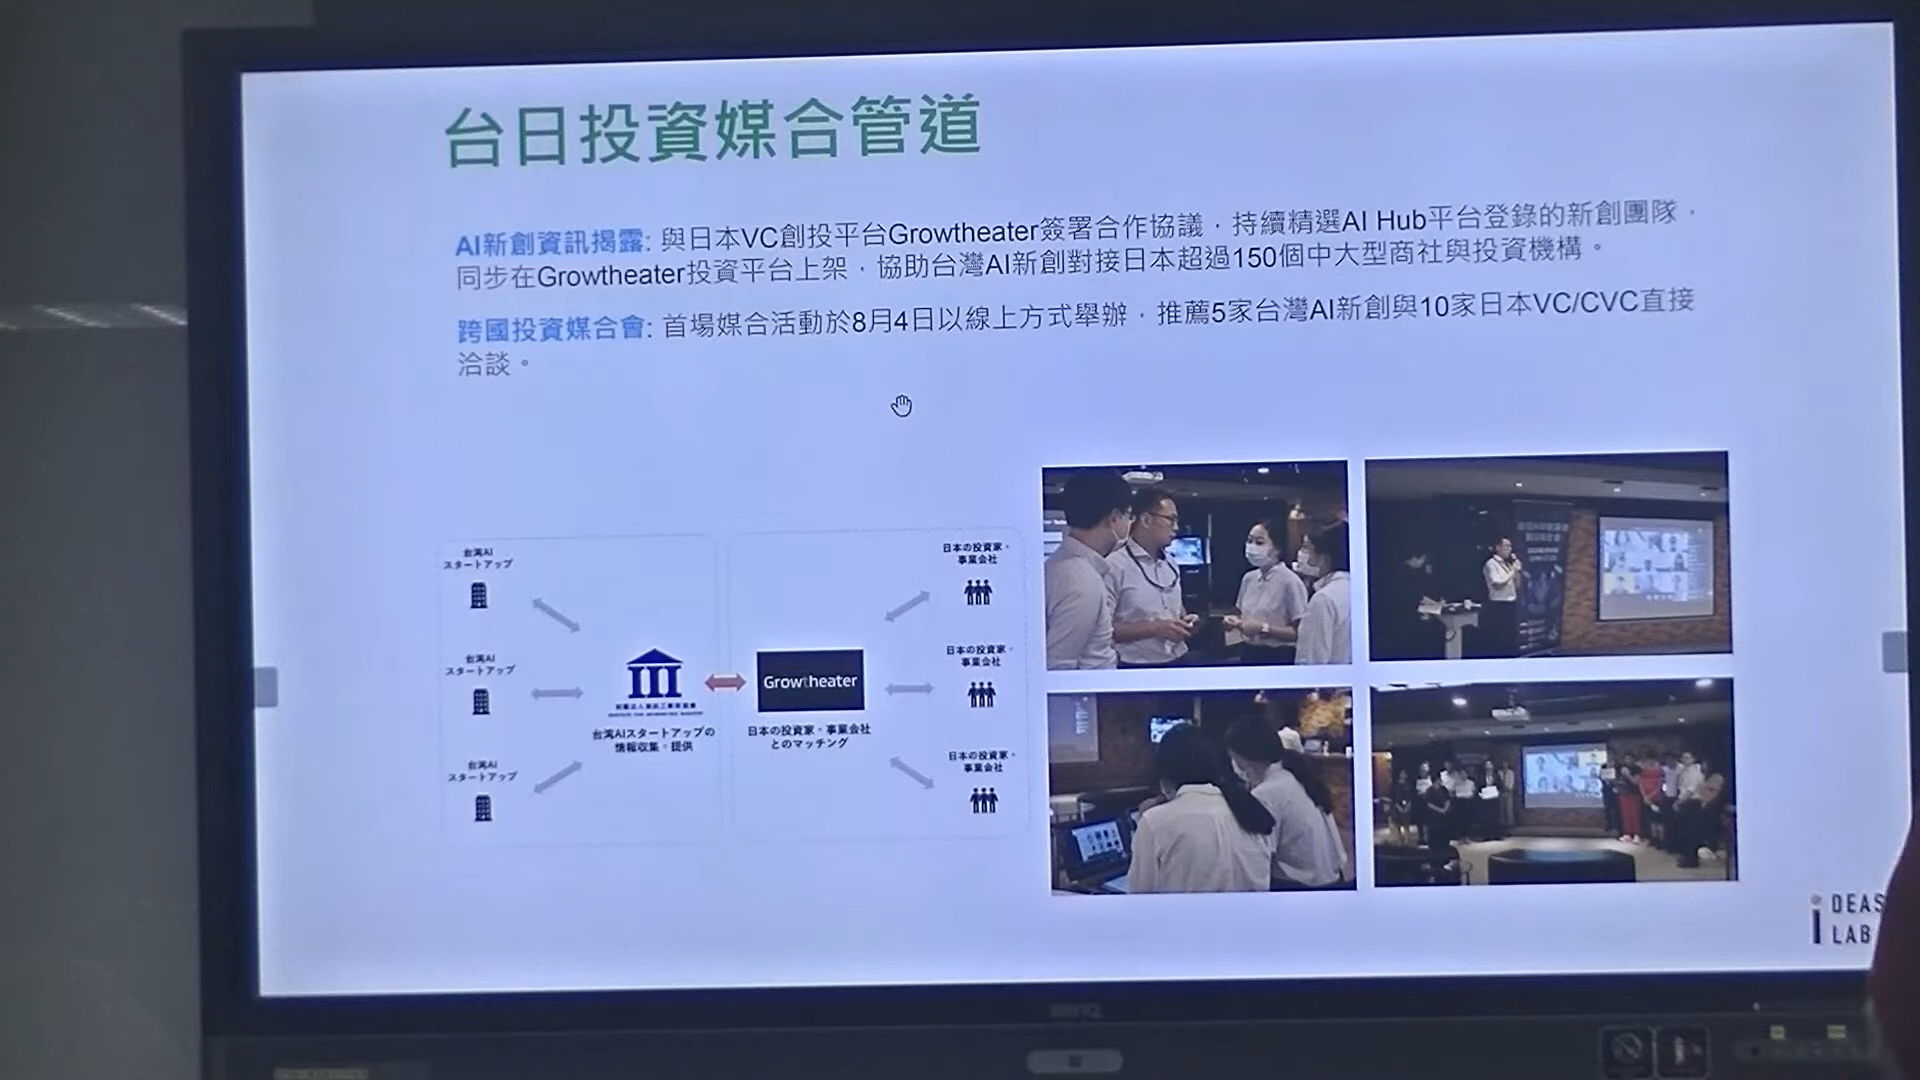 台日投資媒合管道
AI新創資訊揭露: 與日本VC創投平台Growtheater簽署合作協議，持續精選AI Hub平台登錄的新創團隊，
同步在Growtheater投資平台上架，協助台灣AI新創對接日本超過150個中大型商社與投資機構。
跨國投資媒合會: 首場媒合活動於8月4日以線上方式舉辦，推薦5家台灣AI新創與10家日本VC/CVC直接
洽談。
台湾AI
スタートアップ
日本の投資家・
事業会社
台湾AI
スタートアップ
財團法人資訊工業策進會
台湾AIスタートアップの
情報収集・提供
Growtheater
日本の投資家・事業会社
とのマッチング
日本の投資家・
事業会社
台湾AI
スタートアップ
日本の投資家・
事業会社
iDEAS
LAB
BenQ